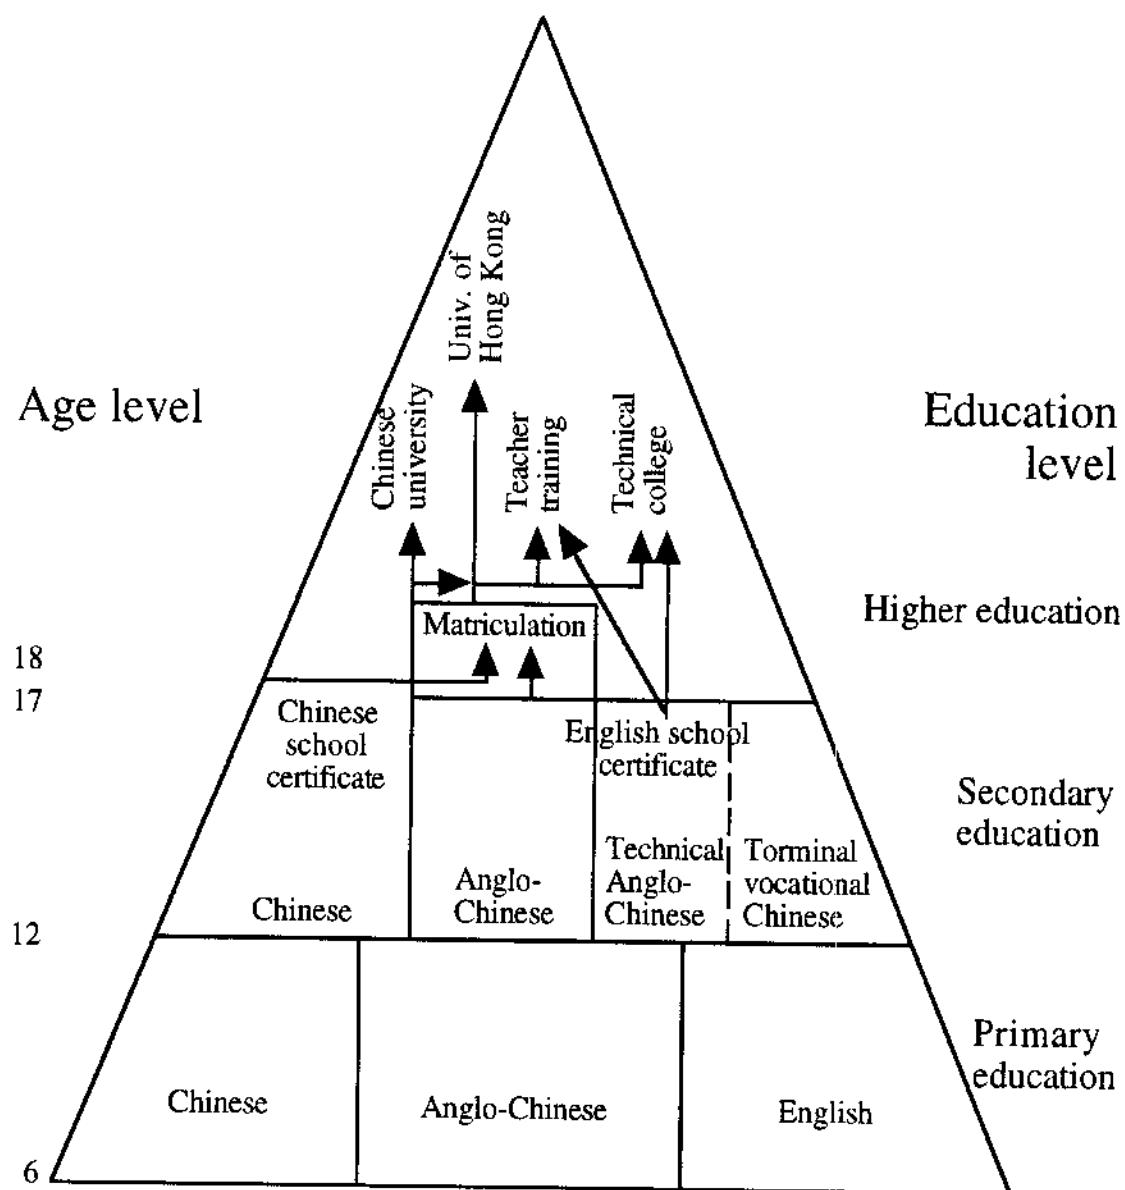 Univ. of
Hong Kong
Age level
Chinese
university
Teacher
training
Technical
college
Education
level
Matriculation
Higher education
18
17
Chinese
school
certificate
English school
certificate
Secondary
education
Chinese
Anglo-
Chinese
Technical
Anglo-
Chinese
Torminal
vocational
Chinese
12
Primary
education
Chinese
Anglo-Chinese
English
6